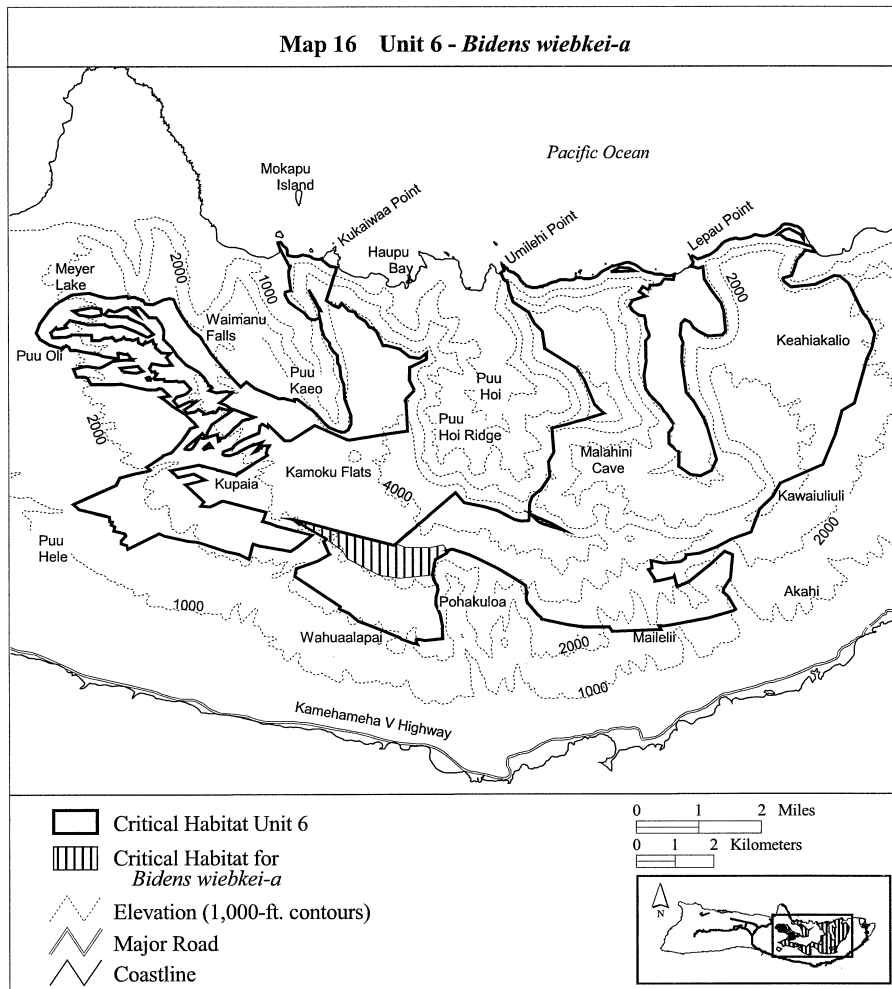 Map 16 Unit 6 - Bidens wiebkei-a
Pacific Ocean
Mokapu
Island
Kukaiwaa Point
Haupu
Bay
Umilehi Point
Lepau Point
Meyer
Lake
2000
1000
2000
Waimanu
Falls
Keahiakalio
Puu Oli
Puu
Kaeo
Puu
Hoi
2000
Puu
Hoi Ridge
Malahini
Cave
Kupaia
Kamoku Flats
4000
Kawaiuliuli
2000
Puu
Hele
1000
Pohakuloa
Akahi
Wahuaalapai
2000
Mailelii
1000
Kamehameha V Highway
Critical Habitat Unit 6
Critical Habitat for
Bidens wiebkei-a
Elevation (1,000-ft. contours)
Major Road
Coastline
0 1 2 Miles
0 1 2 Kilometers
N